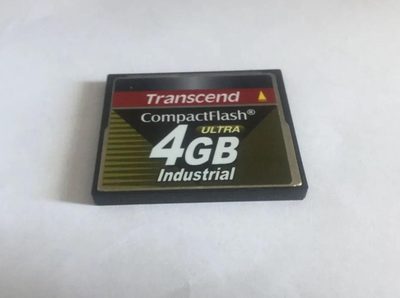 Transcend
CompactFlash®
ULTRA
4GB
Industrial